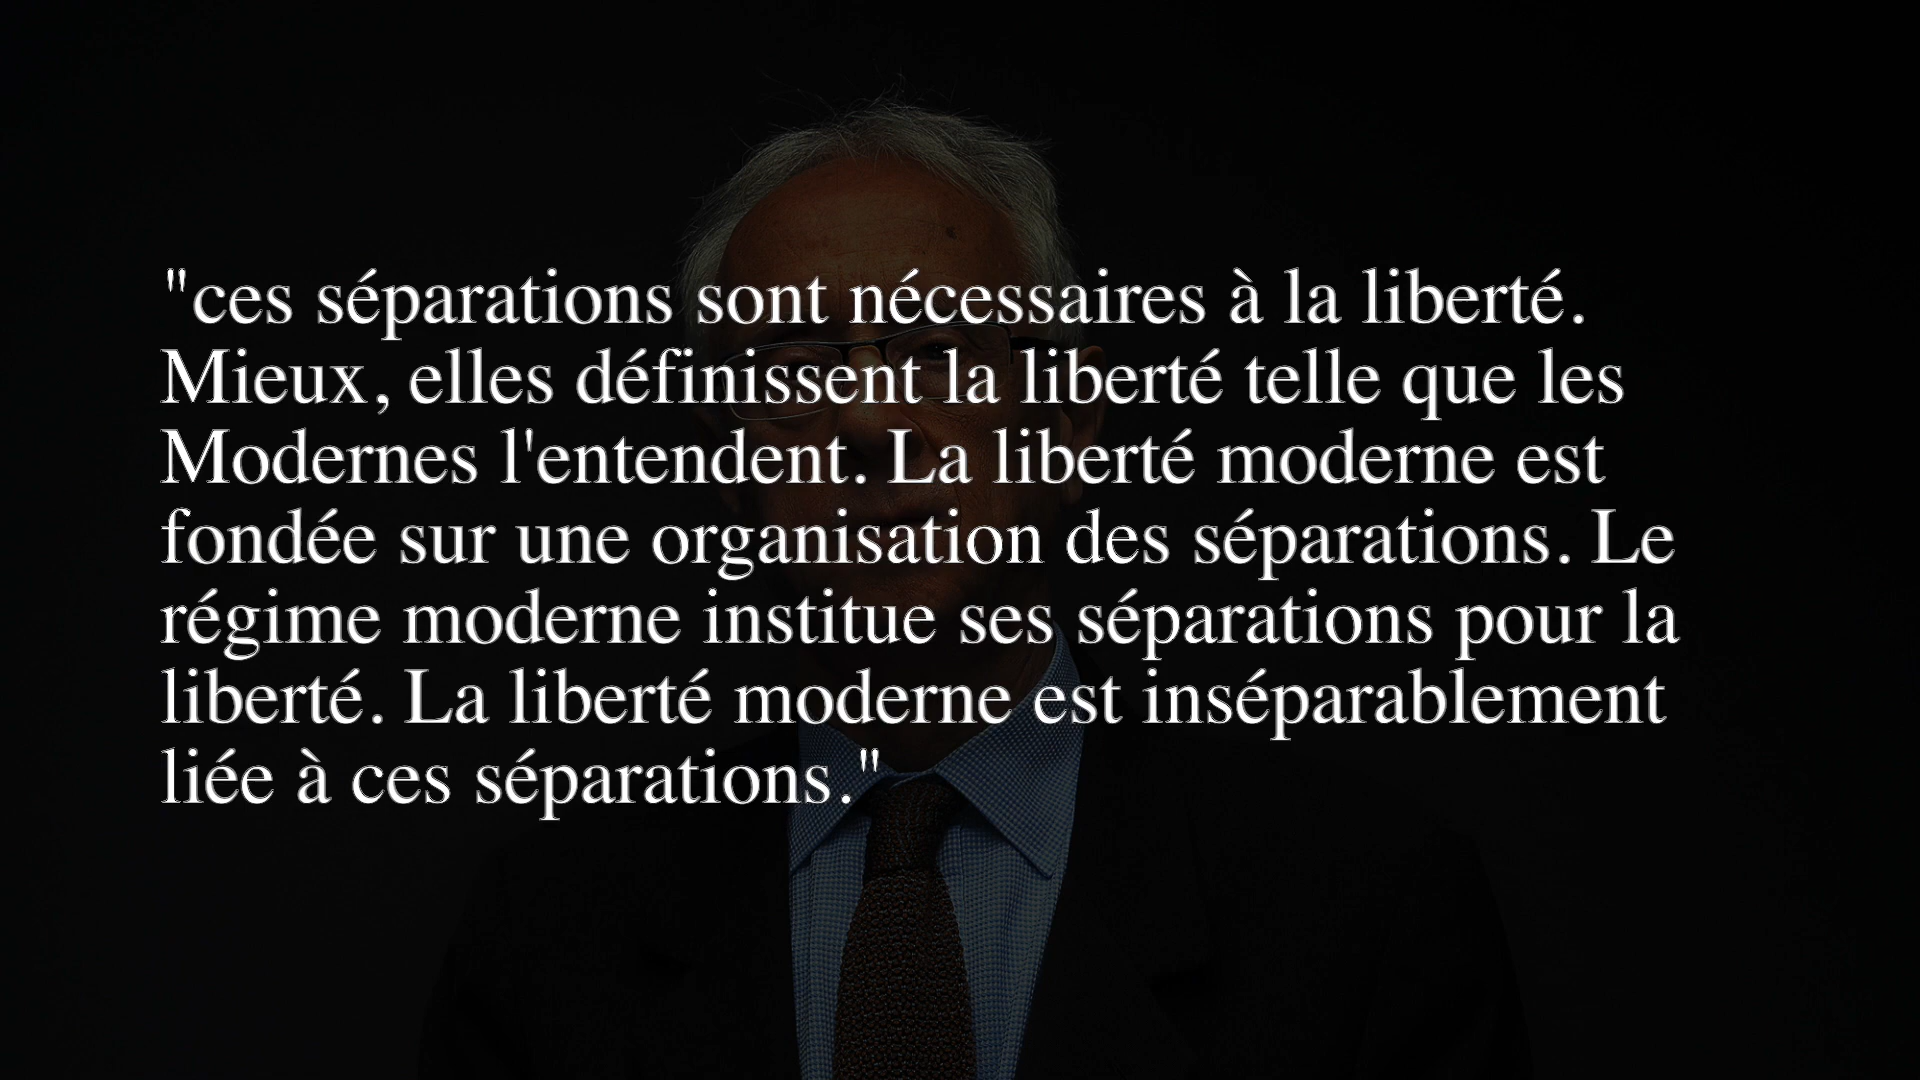 "ces séparations sont nécessaires à la liberté.
Mieux, elles définissent la liberté telle que les
Modernes l'entendent. La liberté moderne est
fondée sur une organisation des séparations. Le
régime moderne institue ses séparations pour la
liberté. La liberté moderne est inséparablement
liée à ces séparations."